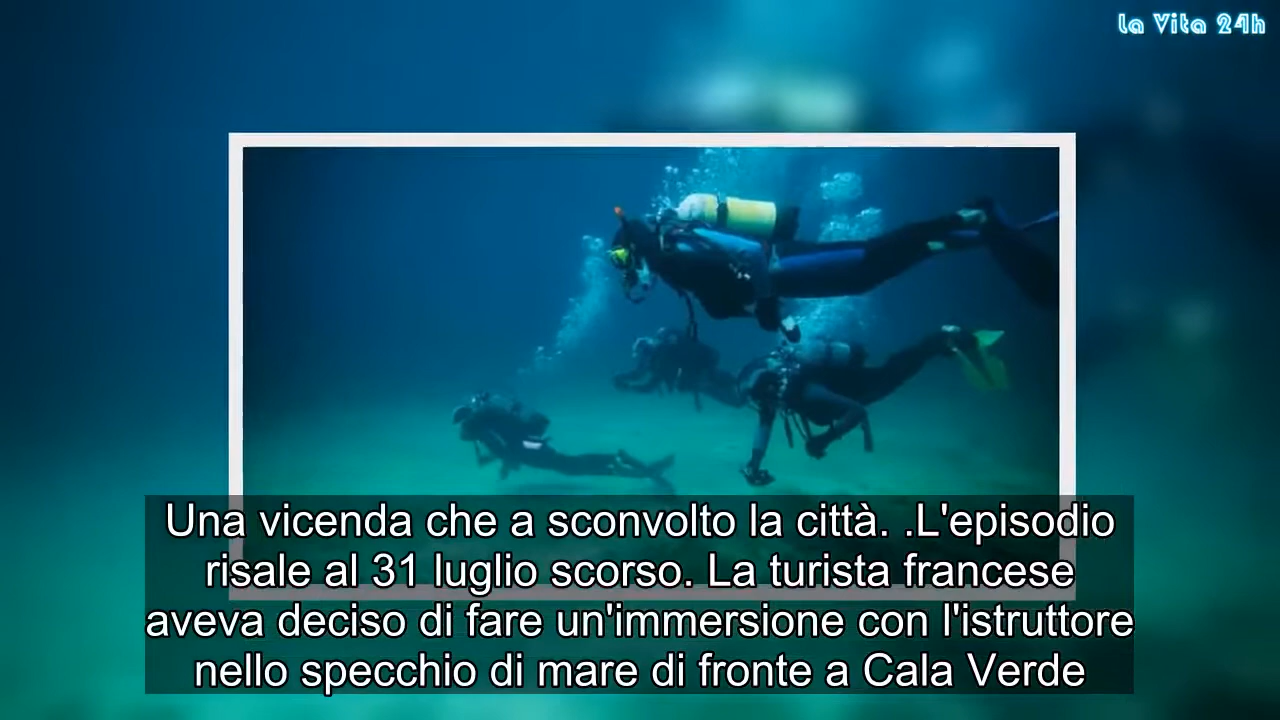 La Vita 24h
Una vicenda che a sconvolto la città. .L'episodio
risale al 31 luglio scorso. La turista francese
aveva deciso di fare un'immersione con l'istruttore
nello specchio di mare di fronte a Cala Verde